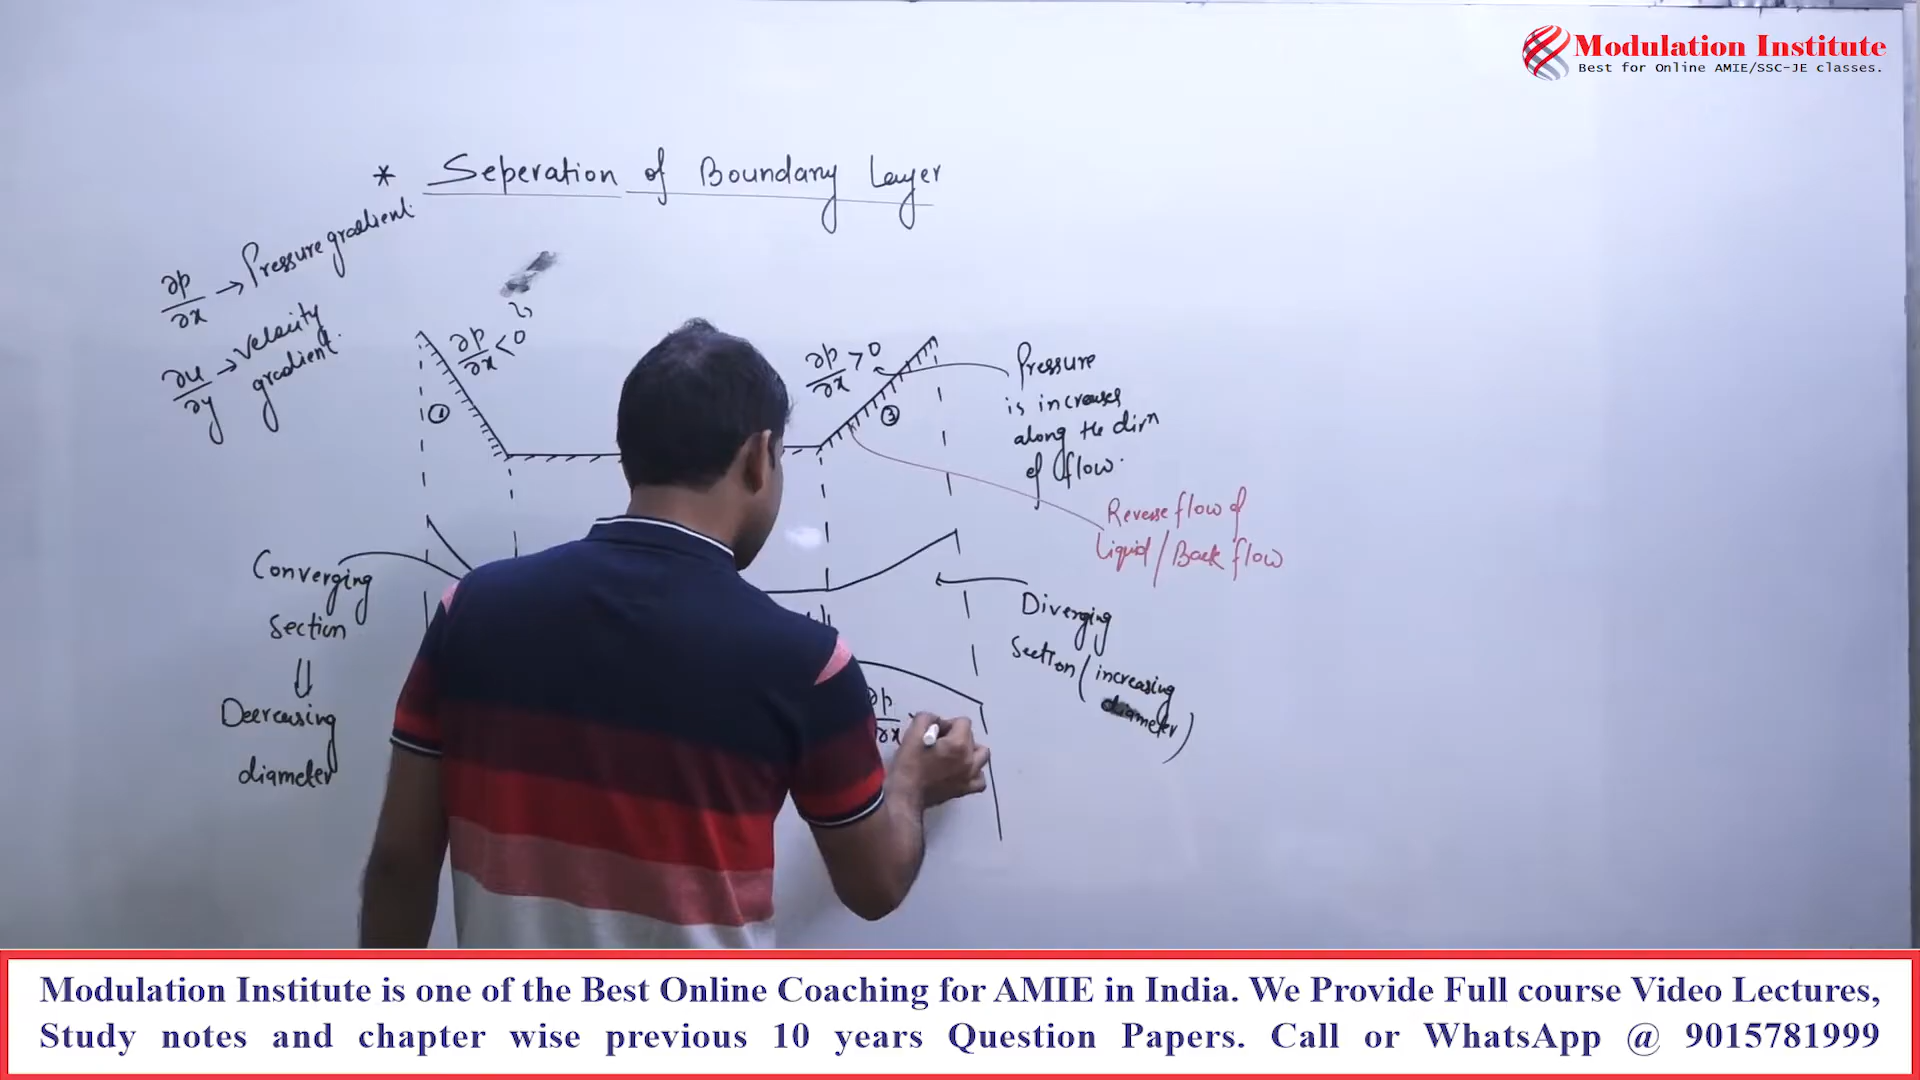 Modulation Institute
Best for Online AMIE/SSC-JE classes.
* Seperation of Boundary Layer
∂p/∂x → Pressure gradient.
∂u/∂y → velocity
gradient.
∂p/∂x < 0
①
∂p/∂x > 0
③
Pressure
is increases
along the dirn
of flow.
Reverse flow of
Liquid / Back flow
Converging
Section
⇓
Decreasing
diameter
Diverging
Section (increasing
diameter)
∂p/∂x >
Modulation Institute is one of the Best Online Coaching for AMIE in India. We Provide Full course Video Lectures,
Study notes and chapter wise previous 10 years Question Papers. Call or WhatsApp @ 9015781999